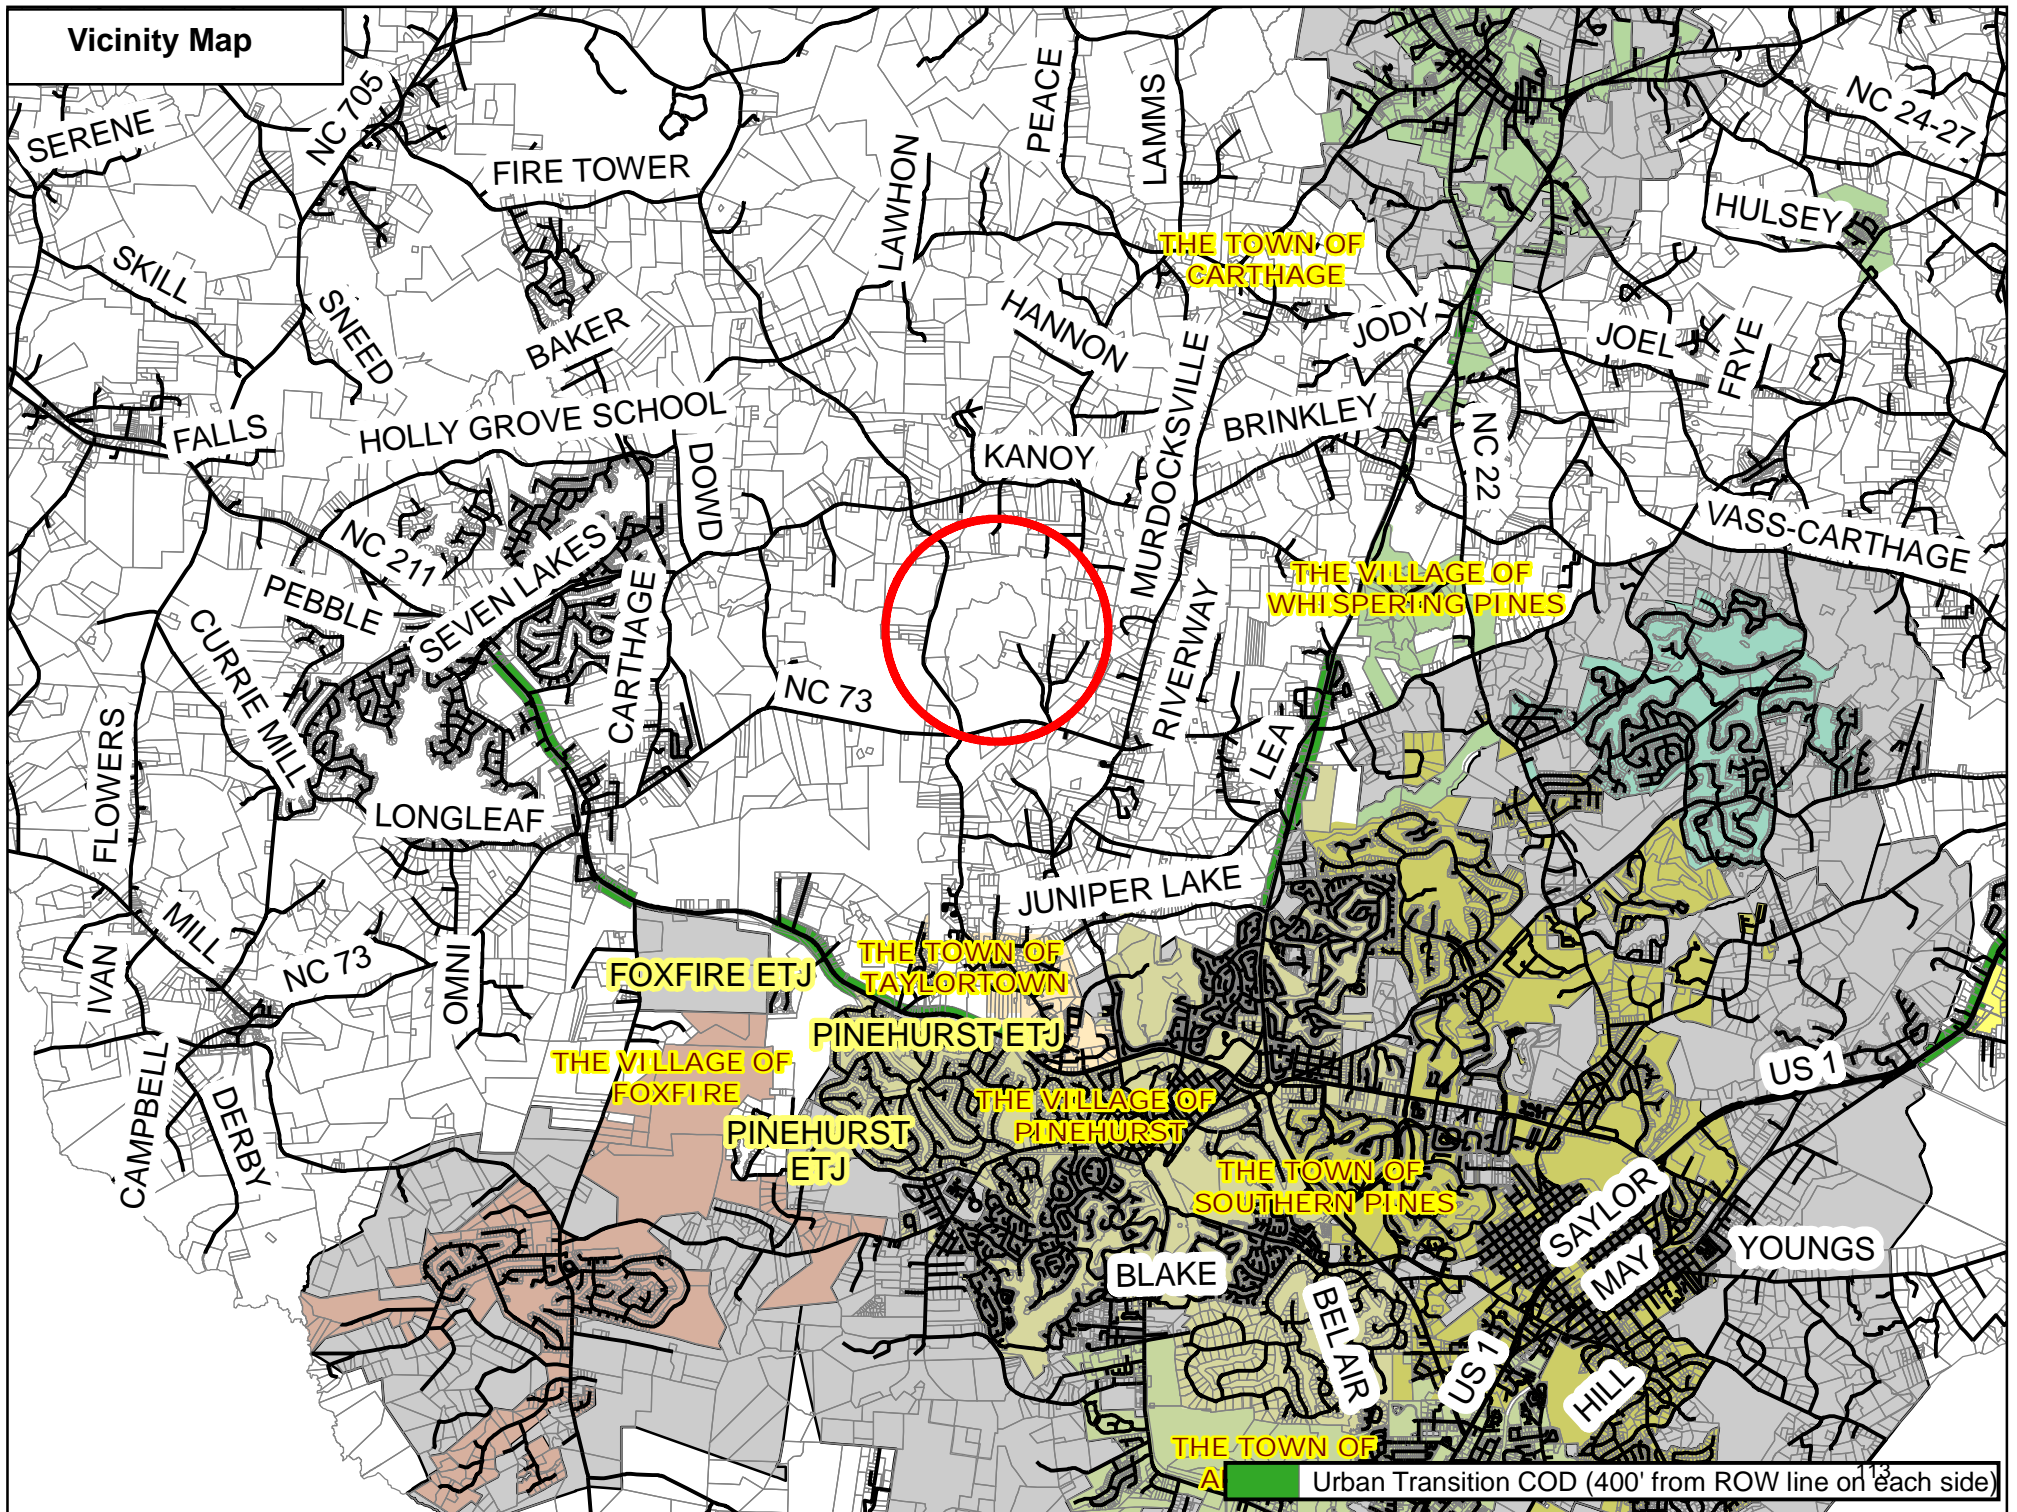 Vicinity Map
SERENE
NC 705
FIRE TOWER
PEACE
LAMMS
NC 24-27
LAWHON
HULSEY
SKILL
SNEED
BAKER
THE TOWN OF
CARTHAGE
HANNON
JODY
JOEL
FRYE
FALLS
HOLLY GROVE SCHOOL
DOWD
KANOY
MURDOCKSVILLE
BRINKLEY
NC 22
VASS-CARTHAGE
NC 211
PEBBLE
SEVEN LAKES
CARTHAGE
THE VILLAGE OF
WHISPERING PINES
CURRIE MILL
RIVERWAY
NC 73
LEA
FLOWERS
LONGLEAF
JUNIPER LAKE
MILL
IVAN
NC 73
OMNI
FOXFIRE ETJ
THE TOWN OF
TAYLORTOWN
PINEHURST ETJ
THE VILLAGE OF
FOXFIRE
US 1
CAMPBELL
DERBY
THE VILLAGE OF
PINEHURST
PINEHURST
ETJ
THE TOWN OF
SOUTHERN PINES
SAYLOR
MAY
YOUNGS
BLAKE
BEL AIR
US 1
HILL
THE TOWN OF
Urban Transition COD (400' from ROW line on each side)
113